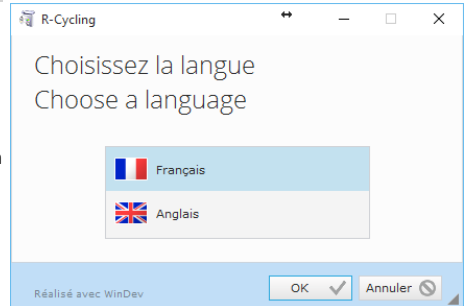 R-Cycling
Choisissez la langue
Choose a language
Français
Anglais
Réalisé avec WinDev
OK
Annuler